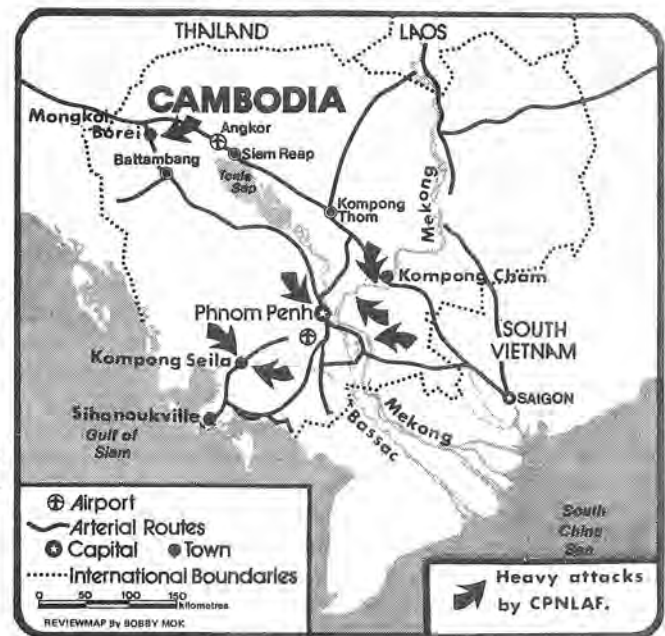 THAILAND
LAOS
CAMBODIA
Mongkol
Borei
Angkor
Siam Reap
Battambang
Tonle
Sap
Kompong
Thom
Mekong
Kompong Cham
Phnom Penh
SOUTH
VIETNAM
Kompong Seila
SAIGON
Sihanoukville
Gulf of
Siam
Mekong
Bassac
South
China
Sea
Airport
Arterial Routes
Capital
Town
International Boundaries
0 50 100 150
kilometres
REVIEWMAP By BOBBY MOK
Heavy attacks
by CPNLAF.